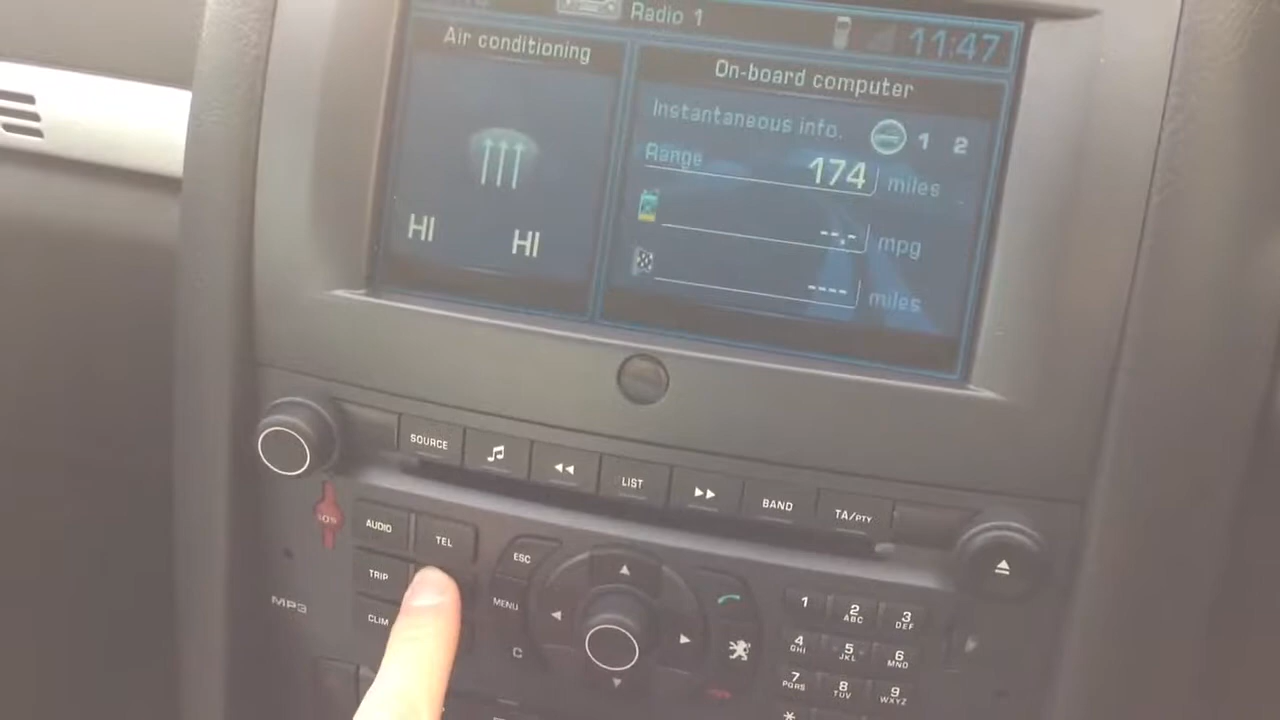 Radio 1
11:47
Air conditioning
HI HI
On-board computer
Instantaneous info. 1 2
Range 174 miles
--.- mpg
---- miles
SOURCE
LIST
BAND
TA/PTY
SOS
AUDIO
TEL
TRIP
CLIM
MP3
ESC
MENU
C
1 2 ABC 3 DEF
4 GHI 5 JKL 6 MNO
7 PQRS 8 TUV 9 WXYZ
*